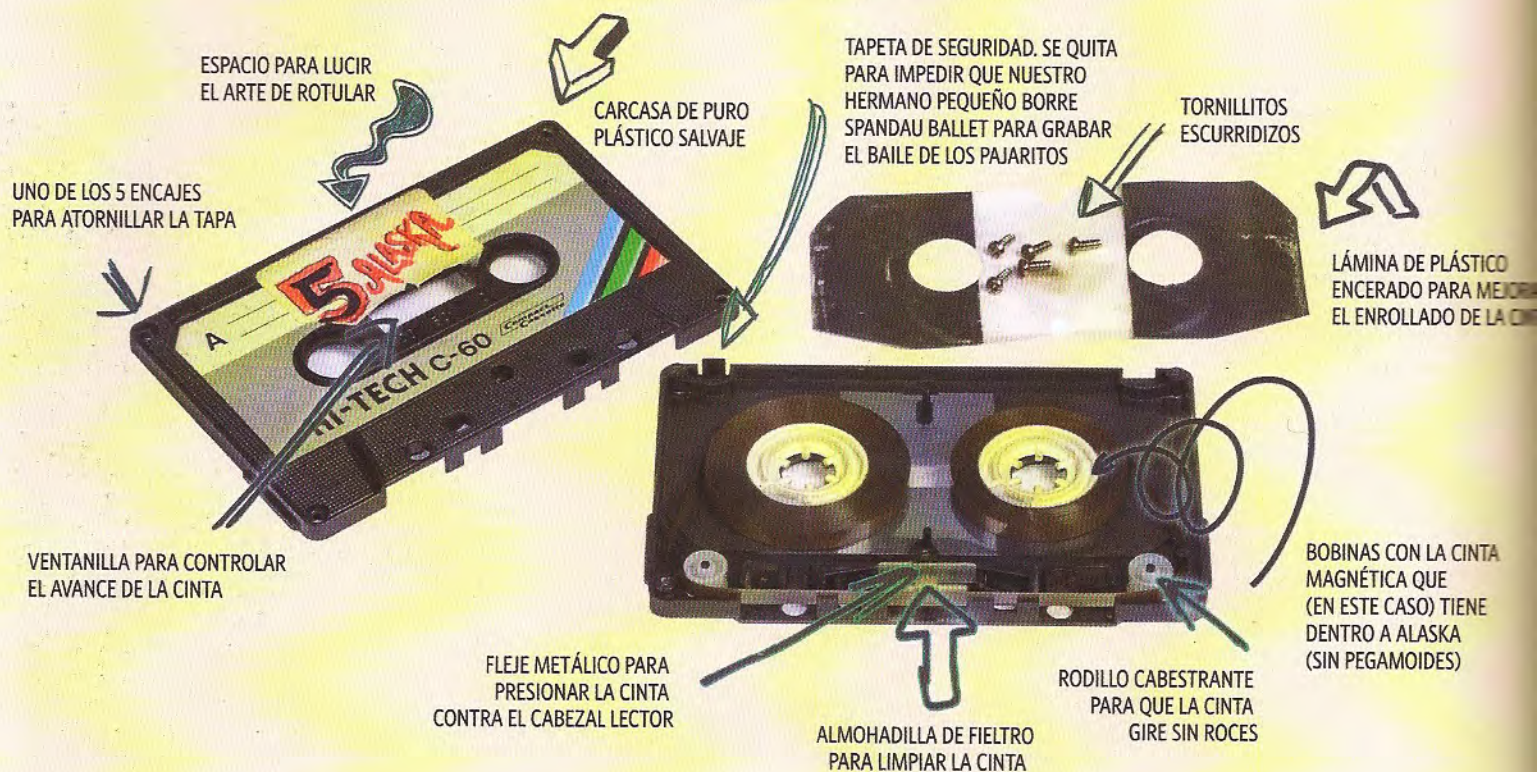 ESPACIO PARA LUCIR
EL ARTE DE ROTULAR
CARCASA DE PURO
PLÁSTICO SALVAJE
TAPETA DE SEGURIDAD. SE QUITA
PARA IMPEDIR QUE NUESTRO
HERMANO PEQUEÑO BORRE
SPANDAU BALLET PARA GRABAR
EL BAILE DE LOS PAJARITOS
TORNILLITOS
ESCURRIDIZOS
UNO DE LOS 5 ENCAJES
PARA ATORNILLAR LA TAPA
LÁMINA DE PLÁSTICO
ENCERADO PARA
EL ENROLLADO DE LA
5 ALASKA
A
Compact
Cassette
HI-TECH C-60
VENTANILLA PARA CONTROLAR
EL AVANCE DE LA CINTA
FLEJE METÁLICO PARA
PRESIONAR LA CINTA
CONTRA EL CABEZAL LECTOR
ALMOHADILLA DE FIELTRO
PARA LIMPIAR LA CINTA
RODILLO CABESTRANTE
PARA QUE LA CINTA
GIRE SIN ROCES
BOBINAS CON LA CINTA
MAGNÉTICA QUE
(EN ESTE CASO) TIENE
DENTRO A ALASKA
(SIN PEGAMOIDES)